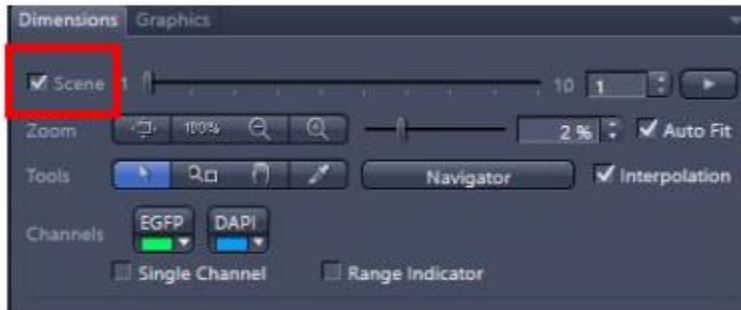 Dimensions Graphics
Scene 1 10 1
Zoom 100% 2 % Auto Fit
Tools Navigator Interpolation
Channels EGFP DAPI
Single Channel Range Indicator